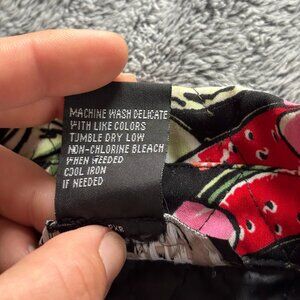 MACHINE WASH DELICATE
WITH LIKE COLORS
TUMBLE DRY LOW
NON-CHLORINE BLEACH
WHEN NEEDED
COOL IRON
IF NEEDED